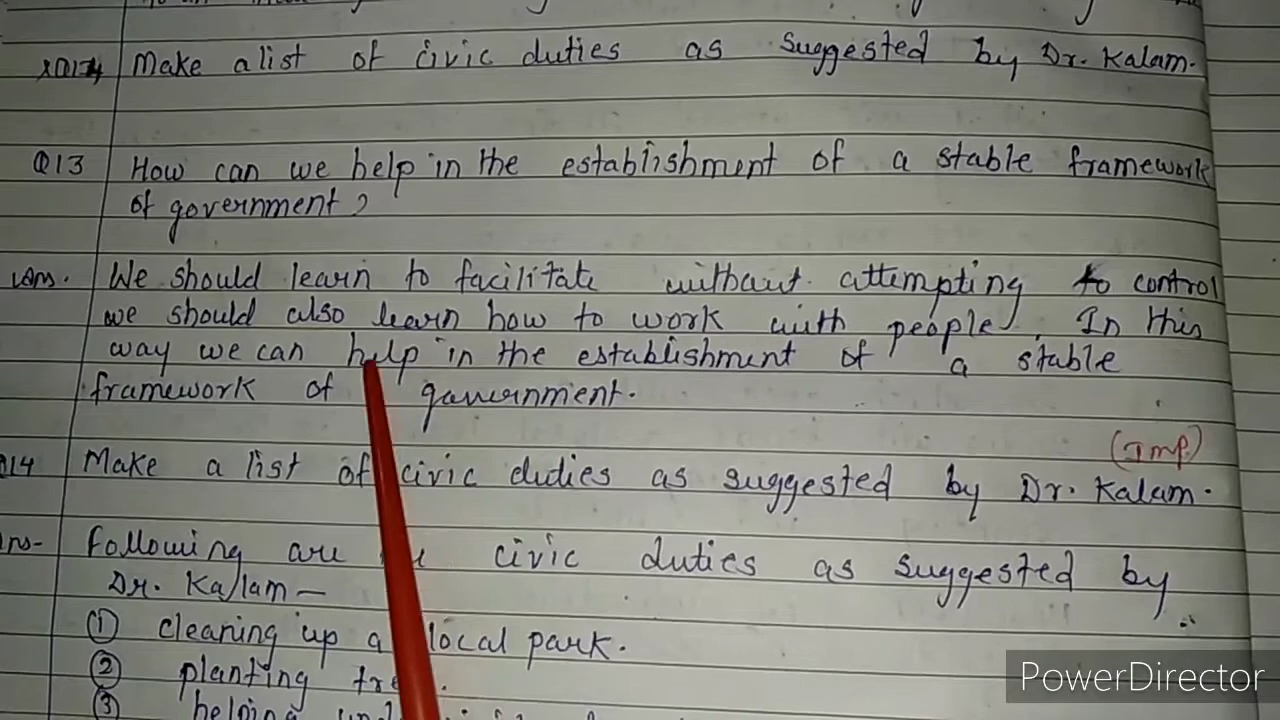 Make a list of civic duties as suggested by Dr. Kalam.
Q13 How can we help in the establishment of a stable framework
of government?
Ans. We should learn to facilitate without attempting to control
we should also learn how to work with people. In this
way we can help in the establishment of a stable
framework of government.
(Imp)
Q14 Make a list of civic duties as suggested by Dr. Kalam.
Ans- Following are civic duties as suggested by
Dr. Kalam —
① cleaning up a local park.
② planting
③ helping
PowerDirector